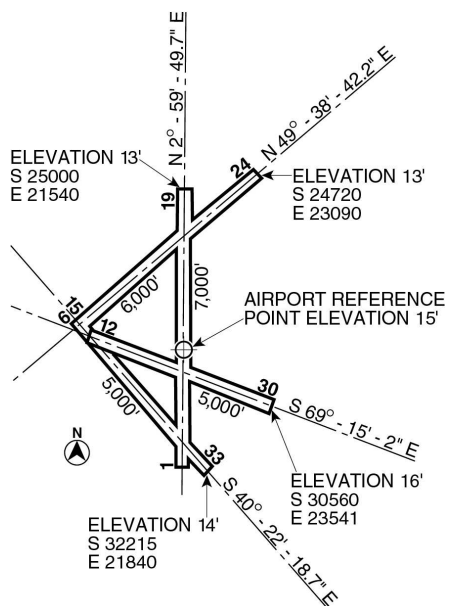 N 2° - 59' - 49.7" E
N 49° - 38' - 42.2" E
ELEVATION 13'
S 25000
E 21540
19
24
ELEVATION 13'
S 24720
E 23090
6,000'
7,000'
15
6
12
AIRPORT REFERENCE
POINT ELEVATION 15'
5,000'
5,000'
30
S 69° - 15' - 2" E
N
1
33
ELEVATION 16'
S 30560
E 23541
ELEVATION 14'
S 32215
E 21840
S 40° - 22' - 18.7" E